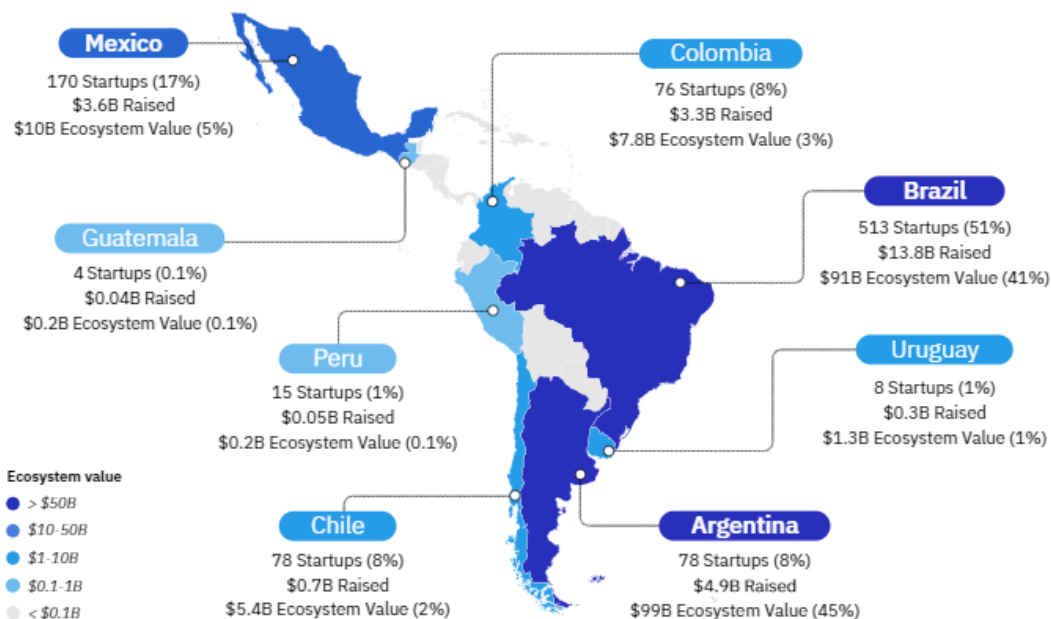 Mexico
170 Startups (17%)
$3.6B Raised
$10B Ecosystem Value (5%)
Colombia
76 Startups (8%)
$3.3B Raised
$7.8B Ecosystem Value (3%)
Brazil
513 Startups (51%)
$13.8B Raised
$91B Ecosystem Value (41%)
Guatemala
4 Startups (0.1%)
$0.04B Raised
$0.2B Ecosystem Value (0.1%)
Peru
15 Startups (1%)
$0.05B Raised
$0.2B Ecosystem Value (0.1%)
Uruguay
8 Startups (1%)
$0.3B Raised
$1.3B Ecosystem Value (1%)
Ecosystem value
> $50B
$10-50B
$1-10B
$0.1-1B
< $0.1B
Chile
78 Startups (8%)
$0.7B Raised
$5.4B Ecosystem Value (2%)
Argentina
78 Startups (8%)
$4.9B Raised
$99B Ecosystem Value (45%)